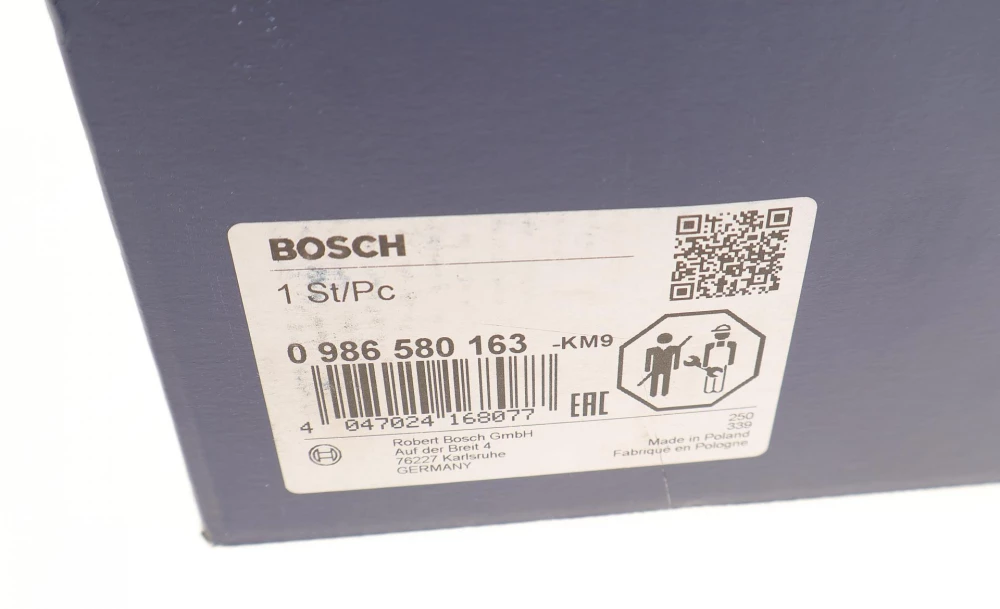 BOSCH
1 St/Pc
0 986 580 163 -KM9
4 047024 168077
EAC
Robert Bosch GmbH
Auf der Breit 4
76227 Karlsruhe
GERMANY
250
339
Made in Poland
Fabriqué en Pologne